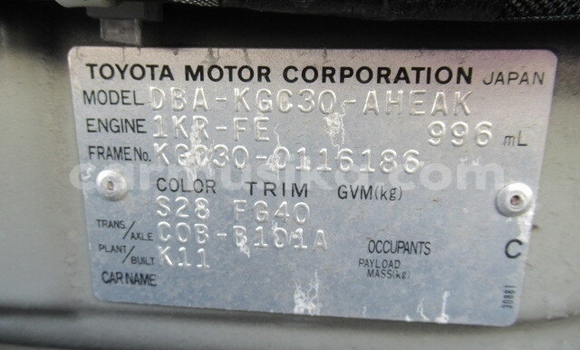 TOYOTA MOTOR CORPORATION JAPAN
MODEL DBA-KGC30-AHEAK
ENGINE 1KR-FE 996 mL
FRAME No. KGC30-0116186
COLOR TRIM GVM(kg)
S28 FG40
TRANS/AXLE C0B-B101A OCCUPANTS C
PLANT/BUILT K11 PAYLOAD MASS(kg)
CAR NAME
30881